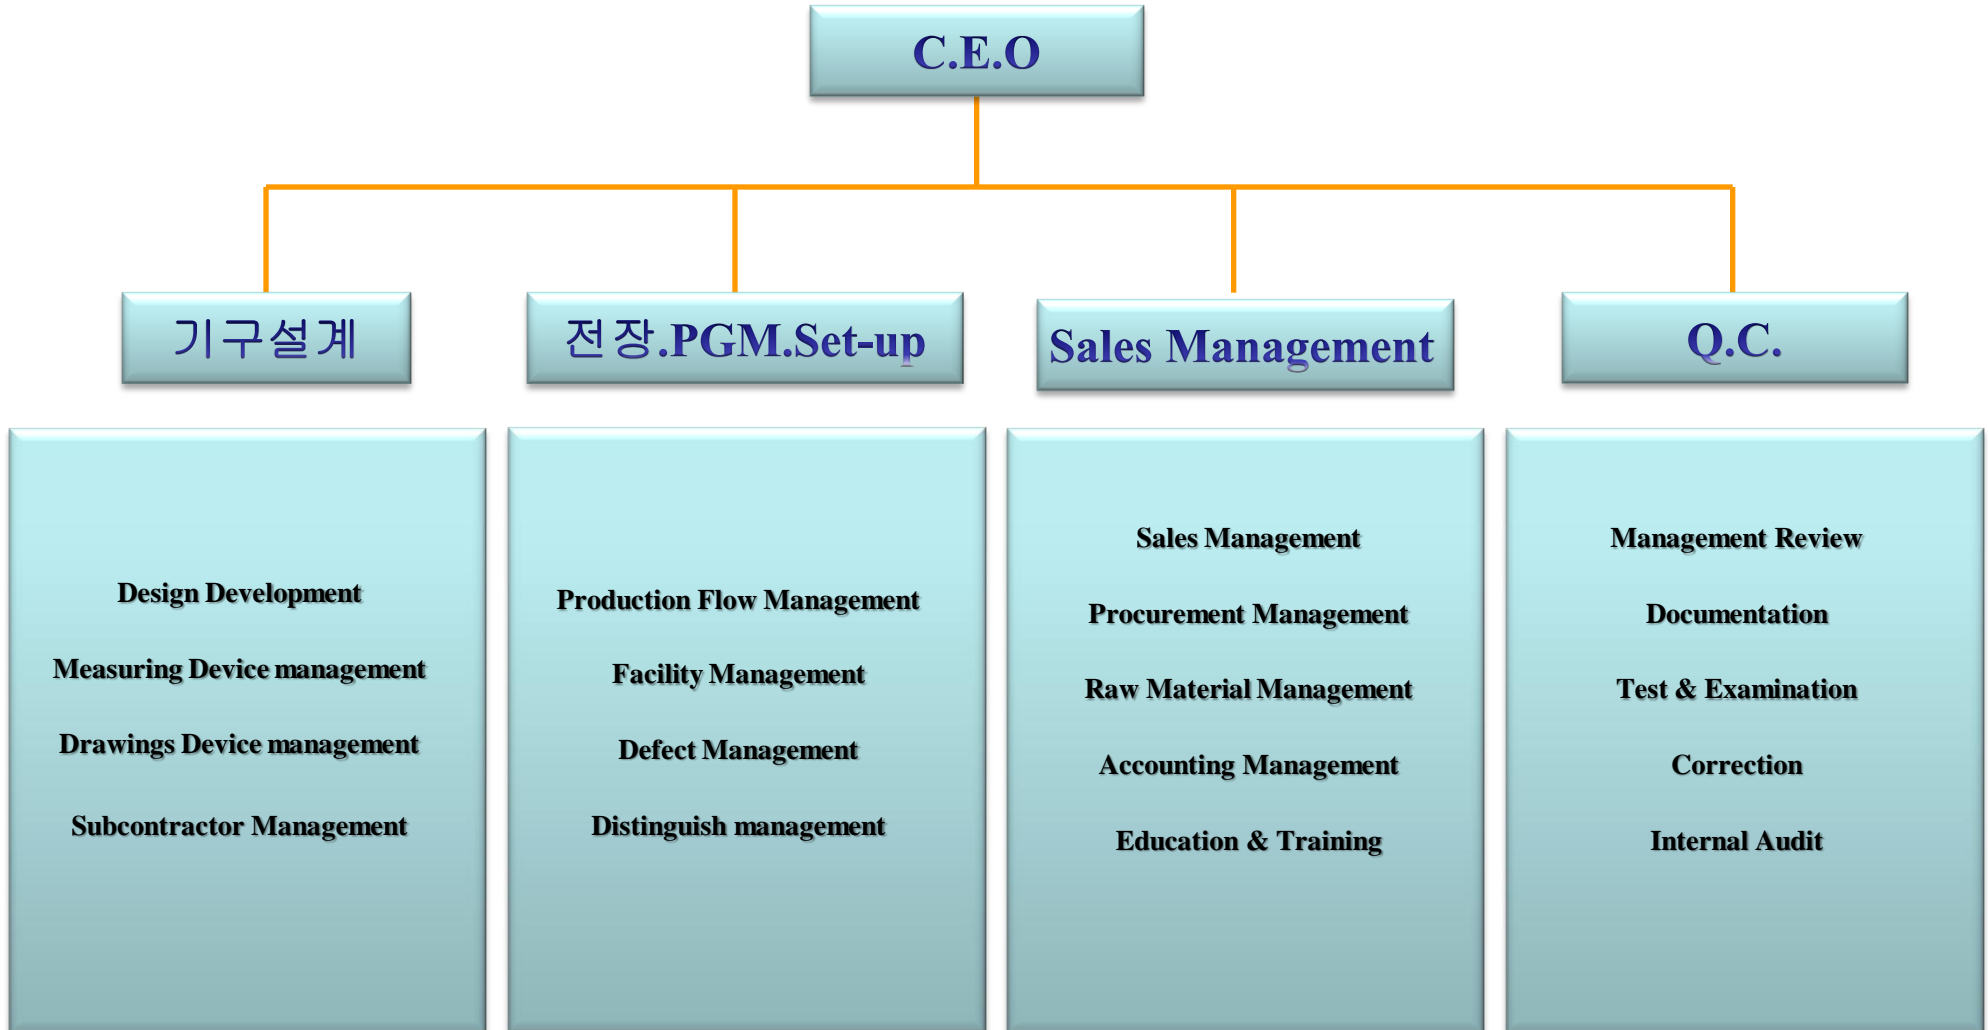 C.E.O
기구설계
전장.PGM.Set-up
Sales Management
Q.C.
Design Development
Measuring Device management
Drawings Device management
Subcontractor Management
Production Flow Management
Facility Management
Defect Management
Distinguish management
Sales Management
Procurement Management
Raw Material Management
Accounting Management
Education & Training
Management Review
Documentation
Test & Examination
Correction
Internal Audit